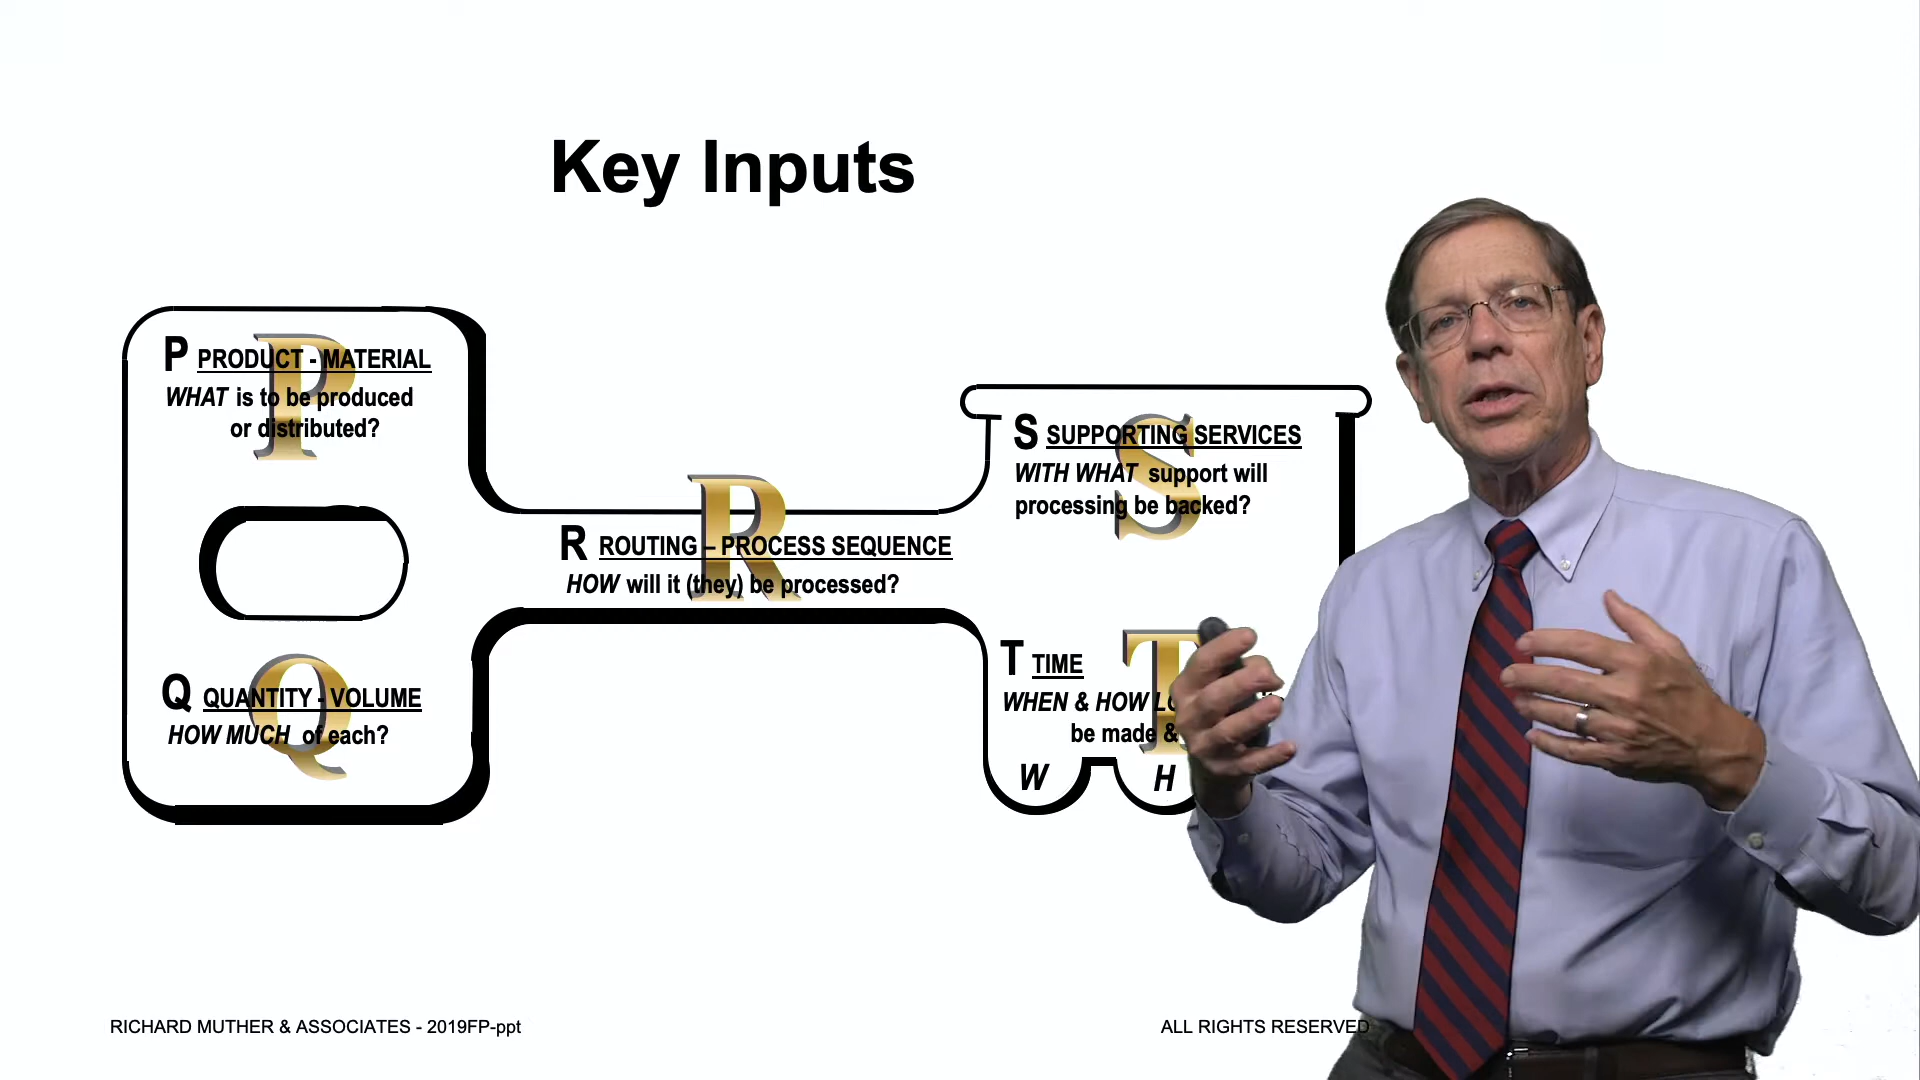 Key Inputs
P PRODUCT - MATERIAL
WHAT is to be produced
or distributed?
P
Q QUANTITY - VOLUME
HOW MUCH of each?
Q
R ROUTING – PROCESS SEQUENCE
HOW will it (they) be processed?
R
S SUPPORTING SERVICES
WITH WHAT support will
processing be backed?
S
T TIME
WHEN & HOW
be made &
T
W H
RICHARD MUTHER & ASSOCIATES - 2019FP-ppt
ALL RIGHTS RESERVED